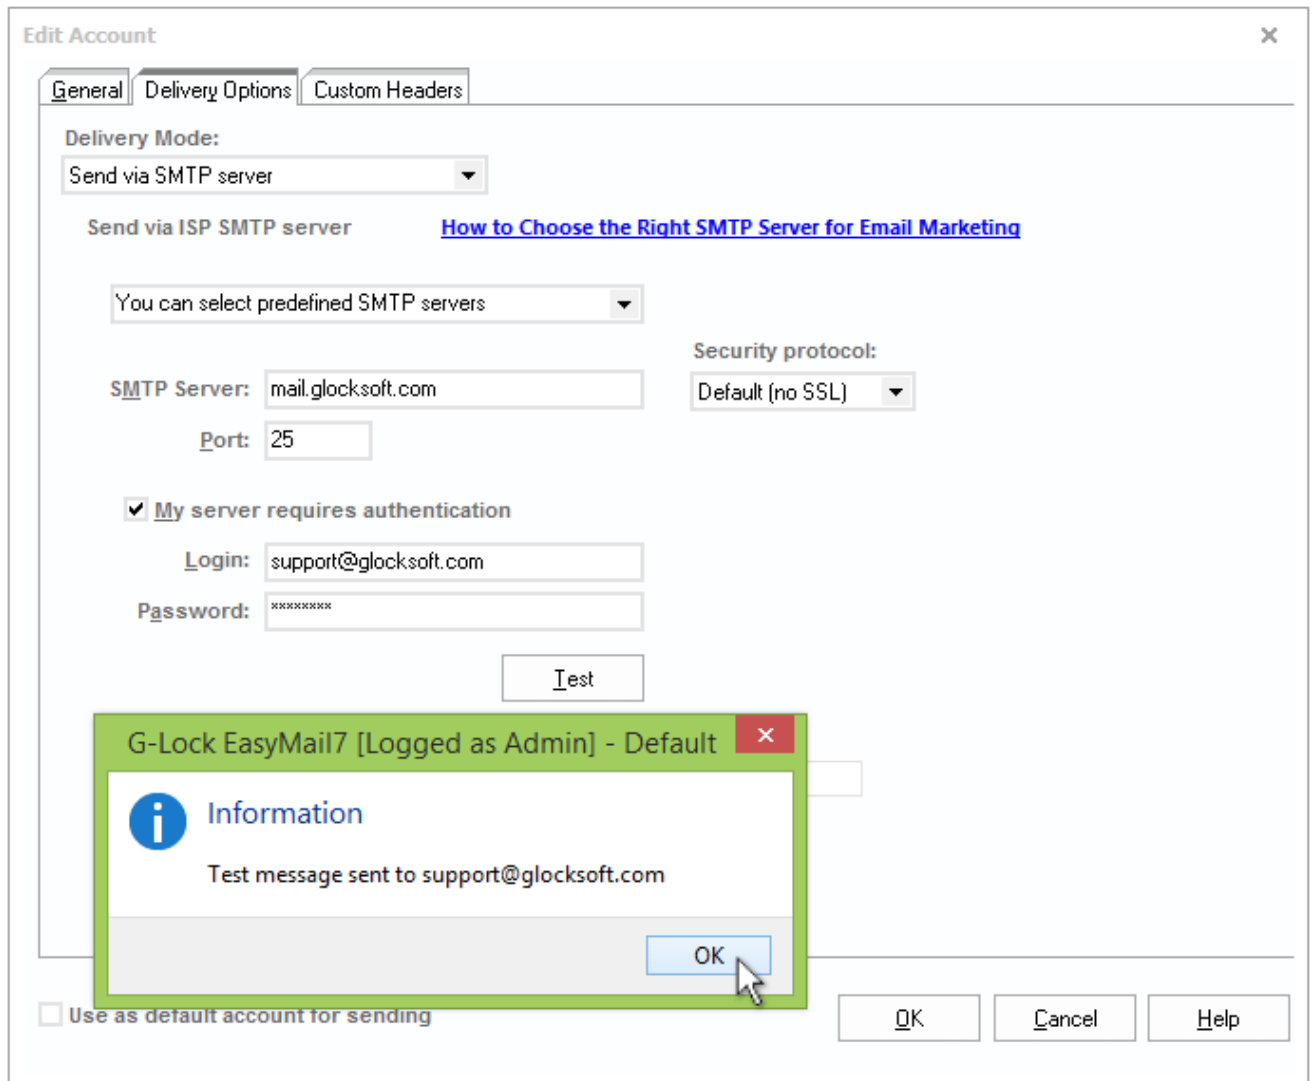 Edit Account
General Delivery Options Custom Headers
Delivery Mode:
Send via SMTP server
Send via ISP SMTP server How to Choose the Right SMTP Server for Email Marketing
You can select predefined SMTP servers
Security protocol:
SMTP Server: mail.glocksoft.com Default (no SSL)
Port: 25
My server requires authentication
Login: support@glocksoft.com
Password: ********
Test
G-Lock EasyMail7 [Logged as Admin] - Default
Information
Test message sent to support@glocksoft.com
OK
Use as default account for sending
OK Cancel Help